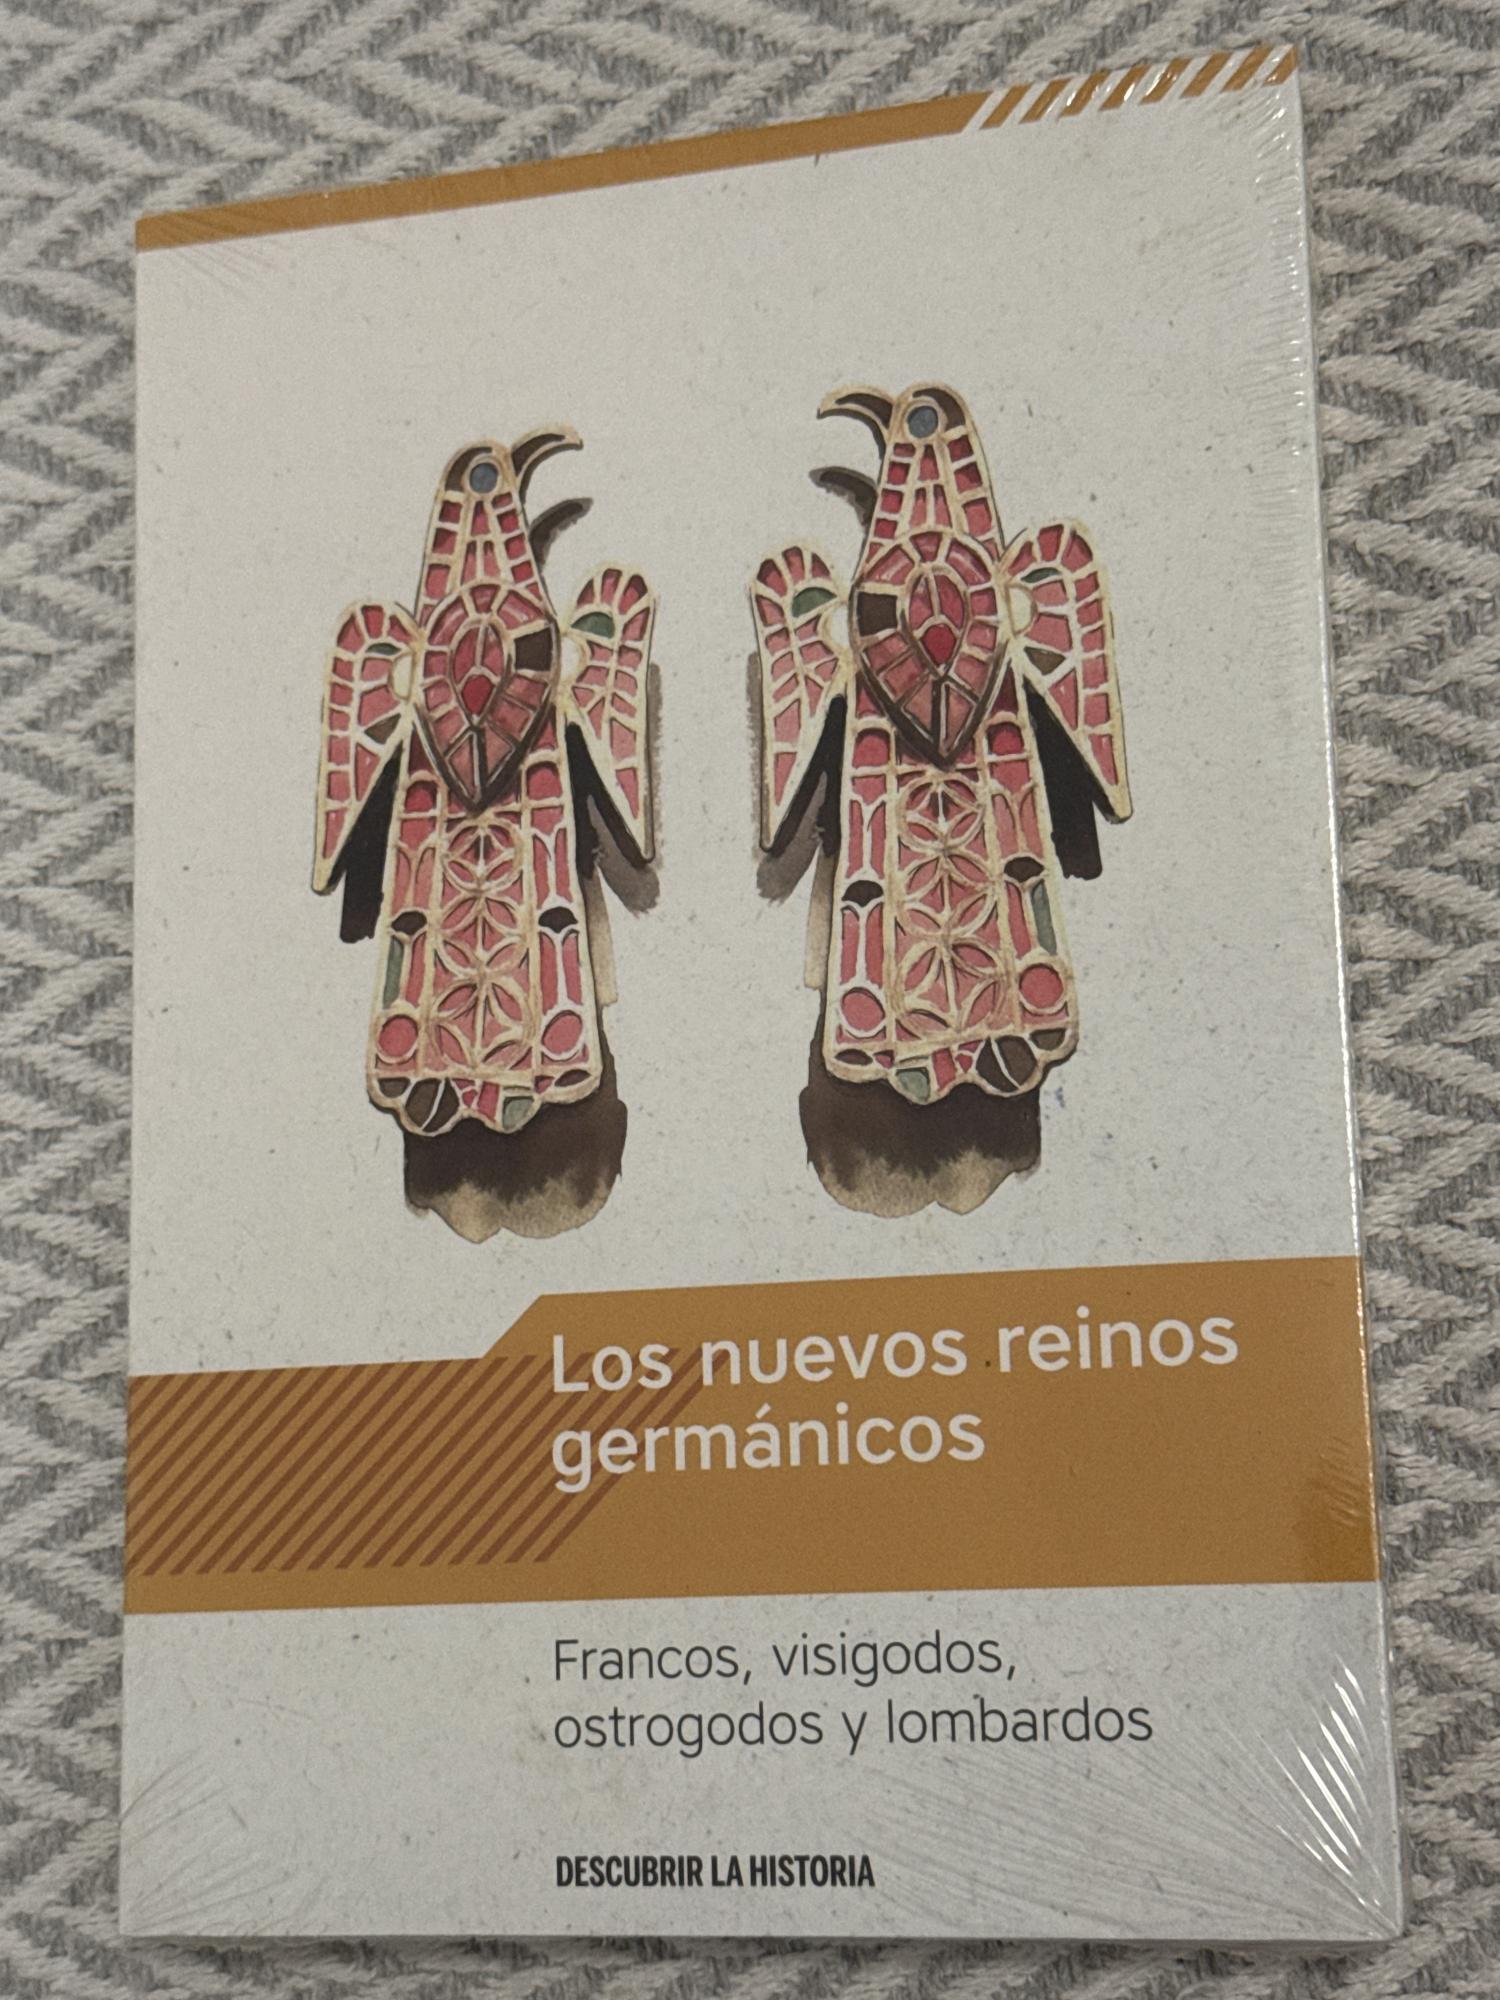 Los nuevos reinos
germánicos
Francos, visigodos,
ostrogodos y lombardos
DESCUBRIR LA HISTORIA